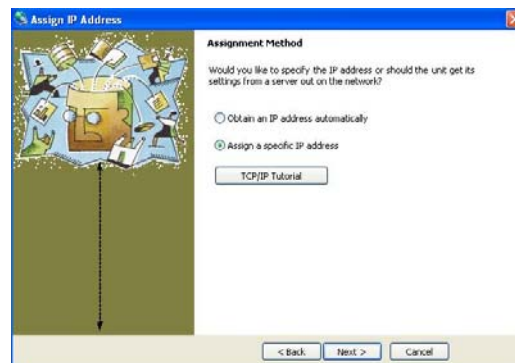 Assign IP Address
Assignment Method
Would you like to specify the IP address or should the unit get its
settings from a server out on the network?
Obtain an IP address automatically
Assign a specific IP address
TCP/IP Tutorial
< Back
Next >
Cancel